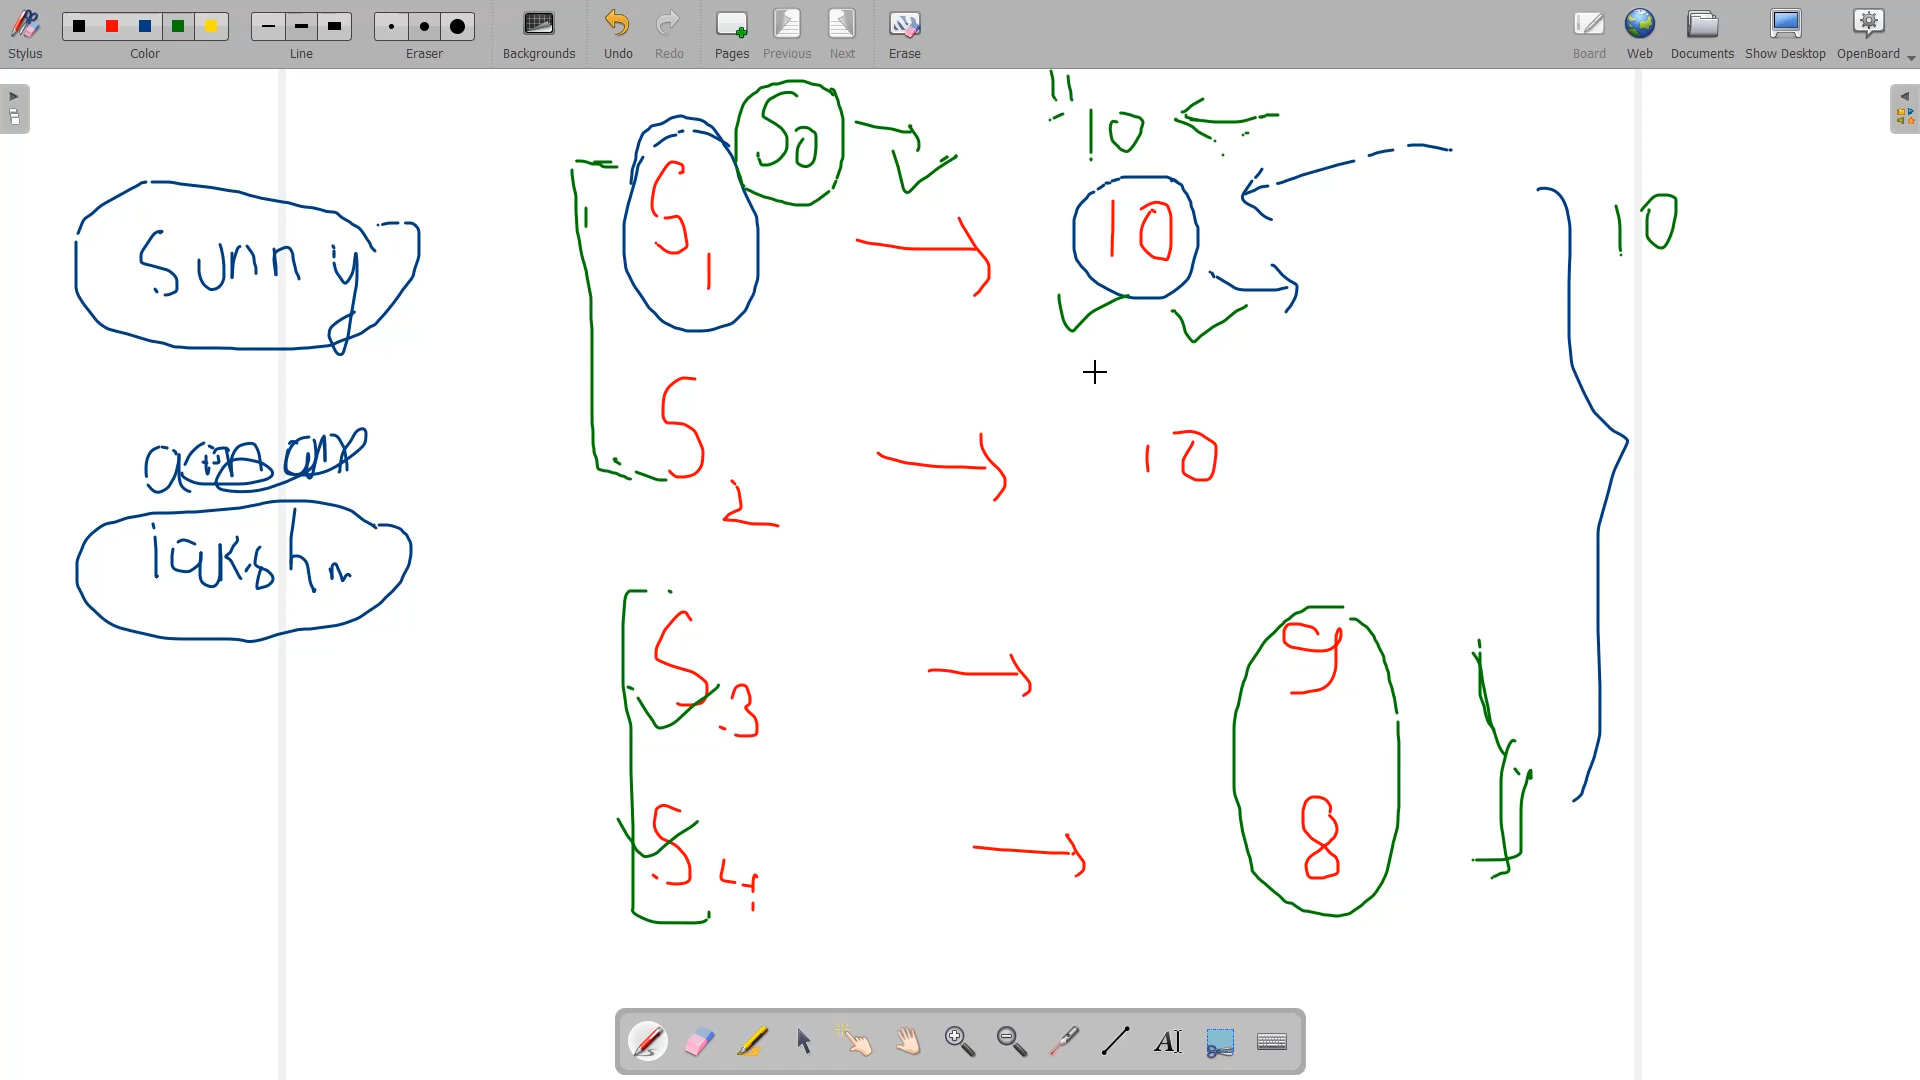 Stylus Color Line Eraser Backgrounds Undo Redo Pages Previous Next Erase Board Web Documents Show Desktop OpenBoard
S0 10
S1 10 10
Sunny
S2 10
S3 9
S4 8